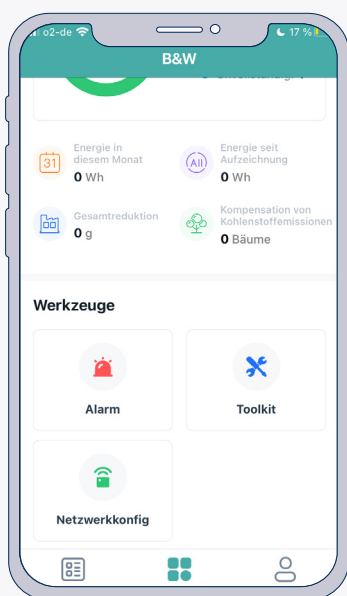 o2-de 17 %
B&W
Energie in
diesem Monat
0 Wh
Energie seit
Aufzeichnung
0 Wh
31
All
Gesamtreduktion
0 g
Kompensation von
Kohlenstoffemissionen
0 Bäume
Werkzeuge
Alarm
Toolkit
Netzwerkkonfig